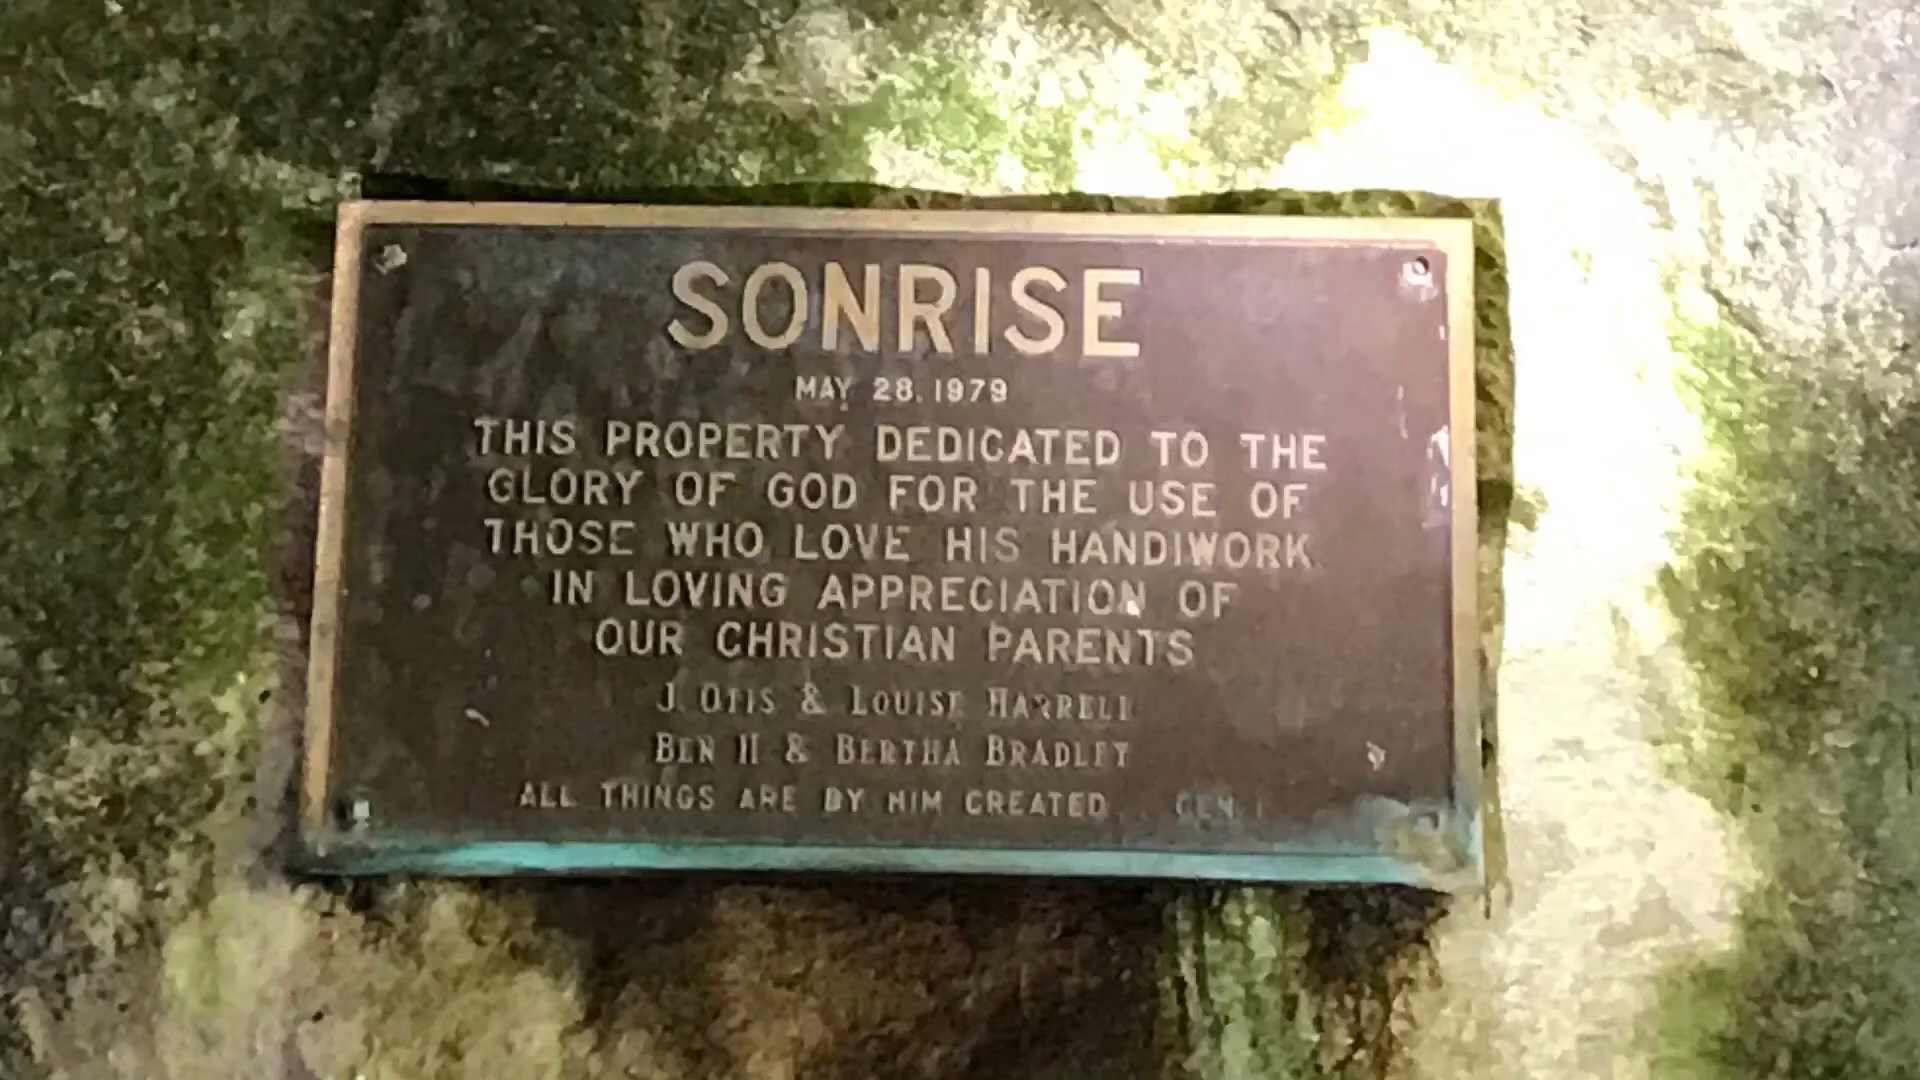 SONRISE
MAY 28, 1979
THIS PROPERTY DEDICATED TO THE
GLORY OF GOD FOR THE USE OF
THOSE WHO LOVE HIS HANDIWORK
IN LOVING APPRECIATION OF
OUR CHRISTIAN PARENTS
J. OTIS & LOUISE HARRELL
BEN H & BERTHA BRADLEY
ALL THINGS ARE BY HIM CREATED.. GEN 1